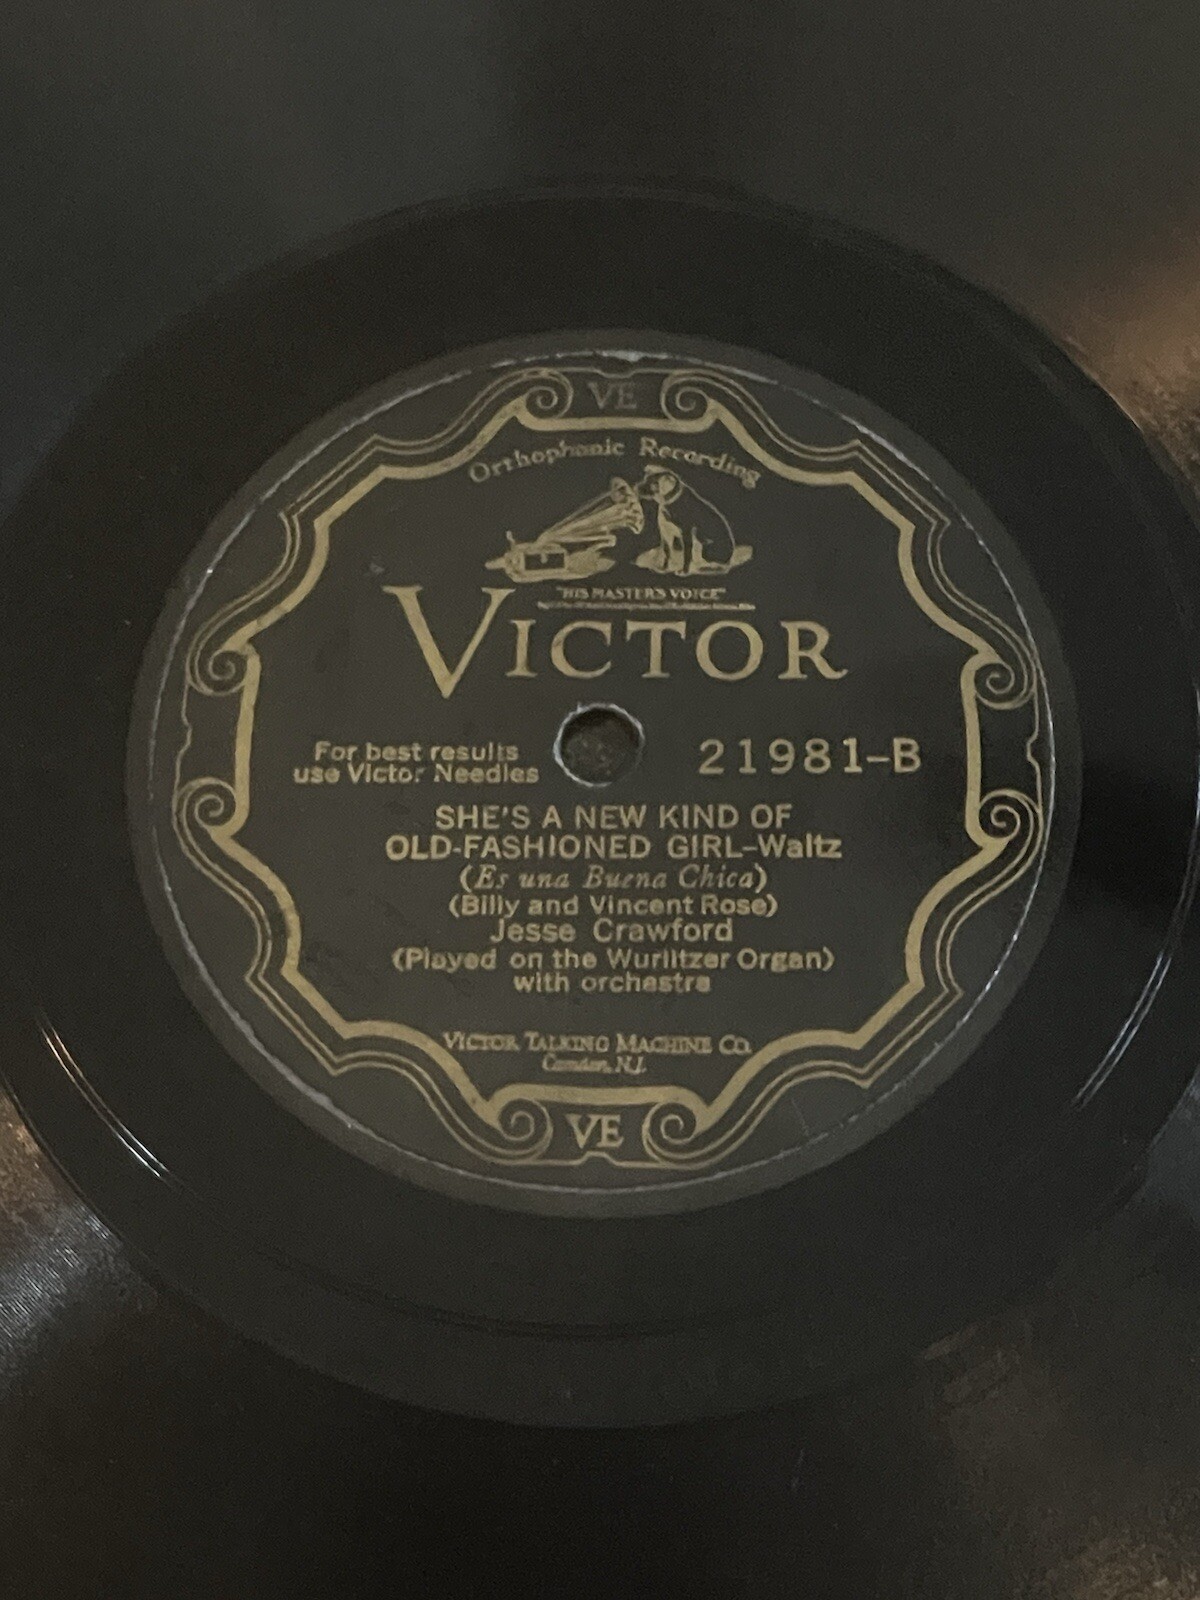 VE
Orthophonic Recording
"HIS MASTER'S VOICE"
VICTOR
For best results
use Victor Needles
21981-B
SHE'S A NEW KIND OF
OLD-FASHIONED GIRL-Waltz
(Es una Buena Chica)
(Billy and Vincent Rose)
Jesse Crawford
(Played on the Wurlitzer Organ)
with orchestra
VICTOR TALKING MACHINE CO.
Camden, N.J.
VE